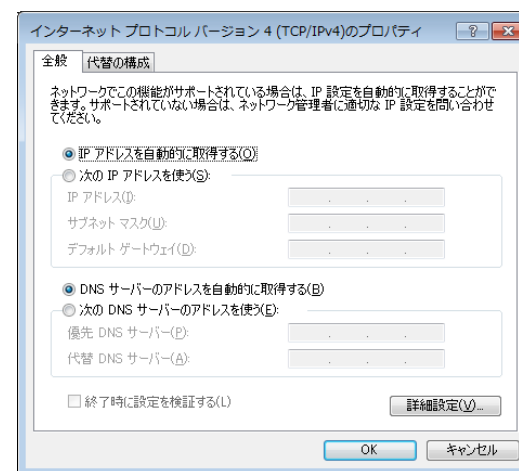 インターネット プロトコル バージョン 4 (TCP/IPv4)のプロパティ
全般 代替の構成
ネットワークでこの機能がサポートされている場合は、IP 設定を自動的に取得することがで
きます。サポートされていない場合は、ネットワーク管理者に適切な IP 設定を問い合わせ
てください。
IP アドレスを自動的に取得する(O)
次の IP アドレスを使う(S):
IP アドレス(I):
サブネット マスク(U):
デフォルト ゲートウェイ(D):
DNS サーバーのアドレスを自動的に取得する(B)
次の DNS サーバーのアドレスを使う(E):
優先 DNS サーバー(P):
代替 DNS サーバー(A):
終了時に設定を検証する(L)
詳細設定(V)...
OK キャンセル